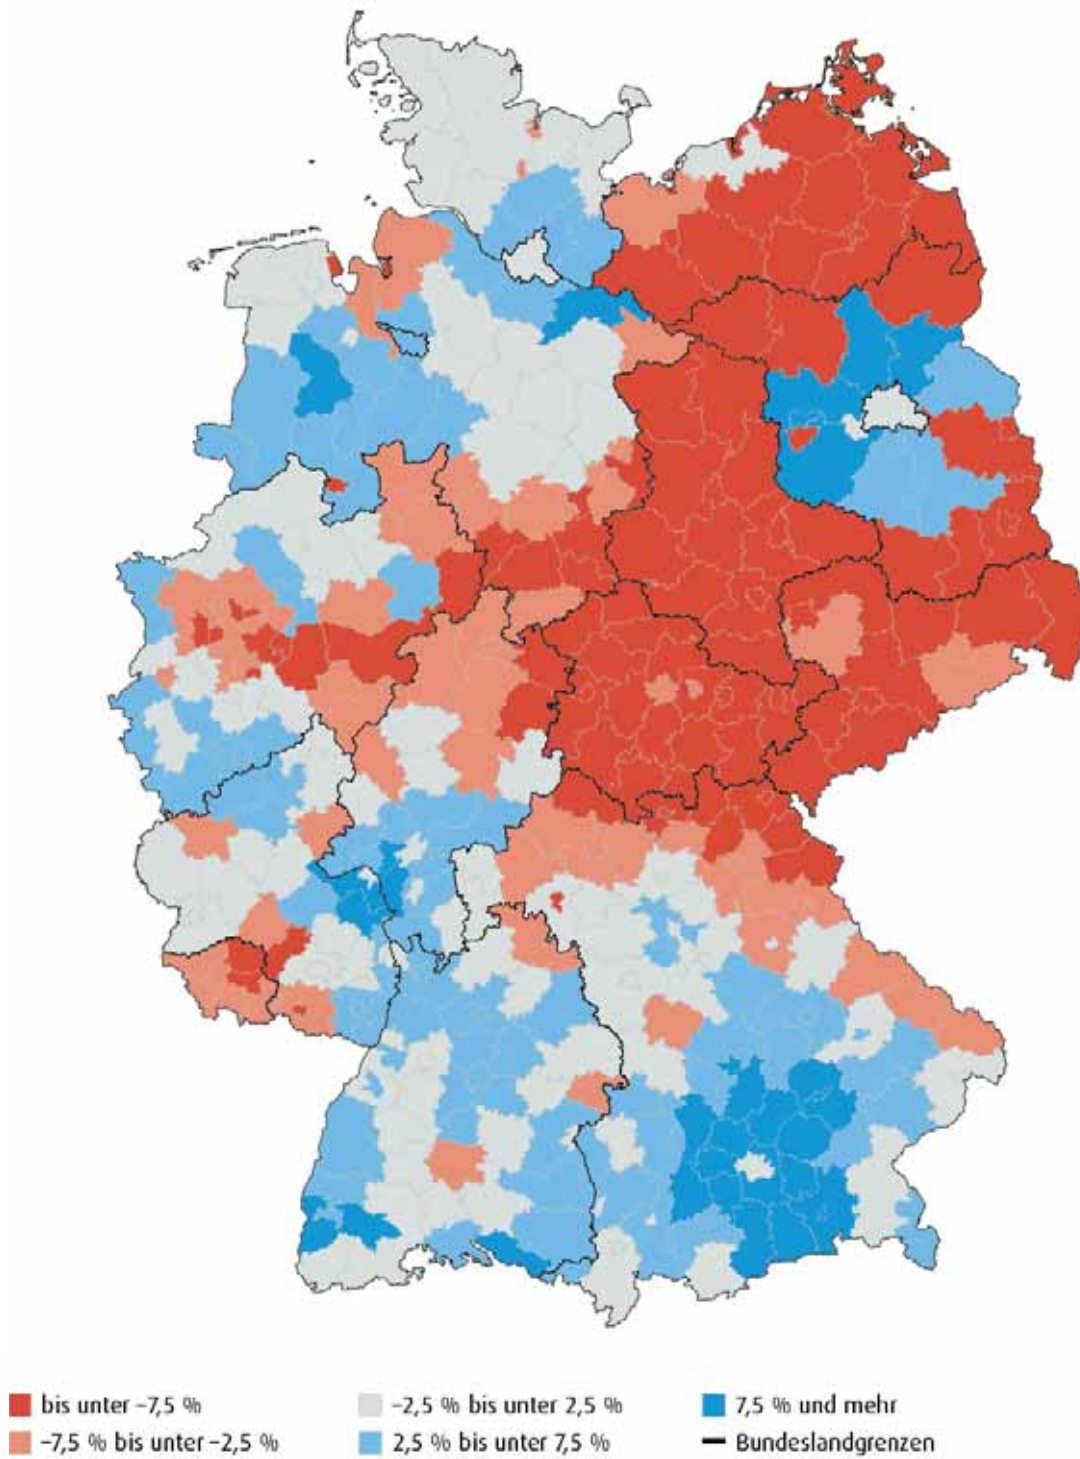 bis unter –7,5 %
–2,5 % bis unter 2,5 %
7,5 % und mehr
–7,5 % bis unter –2,5 %
2,5 % bis unter 7,5 %
Bundeslandgrenzen